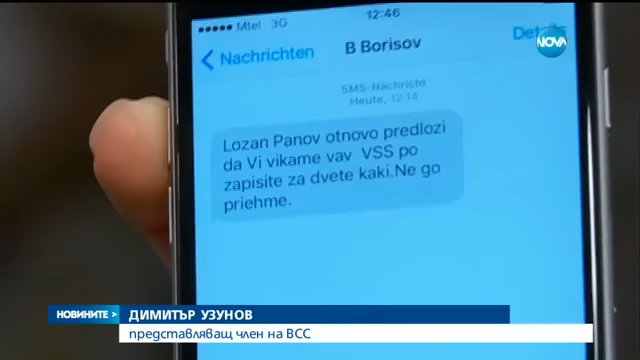 Mtel 3G 12:46
Nachrichten B Borisov
NOVA
SMS-Nachricht
Heute, 12:14
Lozan Panov otnovo predlozi
da Vi vikame vav VSS po
zapisite za dvete kaki.Ne go
priehme.
НОВИНИТЕ > ДИМИТЪР УЗУНОВ
представляващ член на ВСС